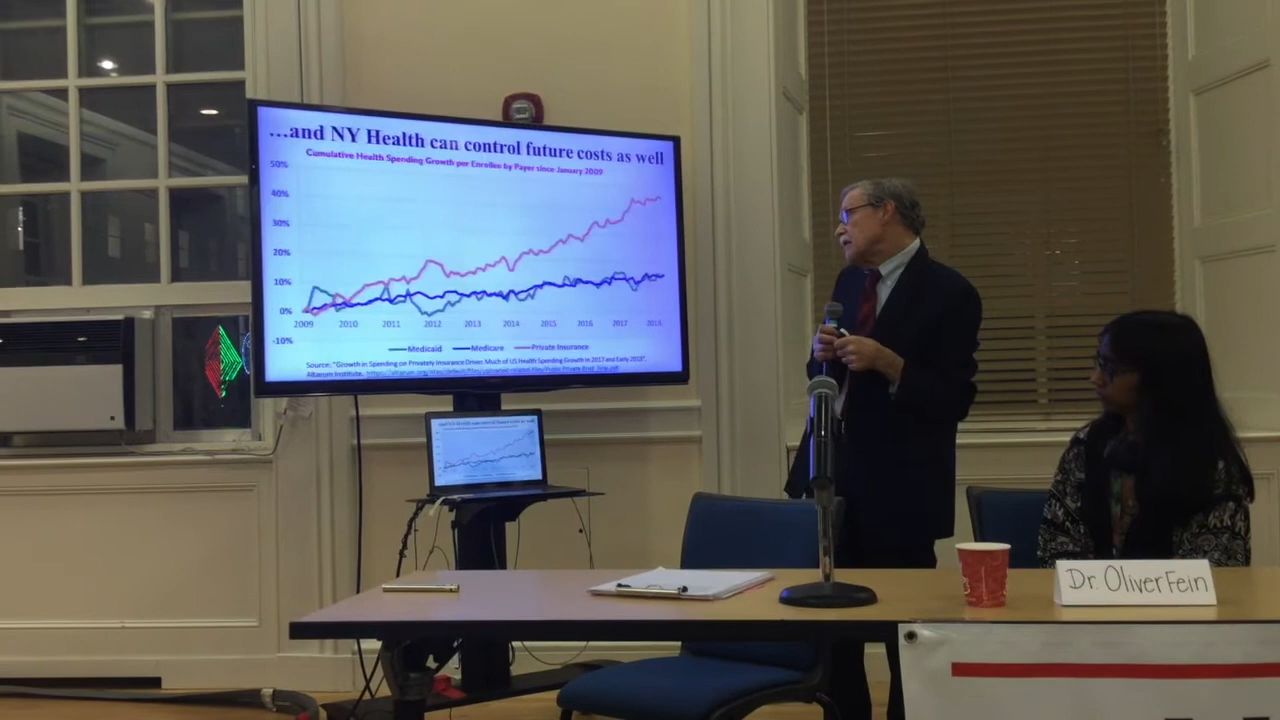 ...and NY Health can control future costs as well
Cumulative Health Spending Growth per Enrollee by Payer since January 2009
50%
40%
30%
20%
10%
0%
-10%
2009 2010 2011 2012 2013 2014 2015 2016 2017 2018
Medicaid Medicare Private Insurance
Source: "Growth in Spending on Privately Insured Drives Much of US Health Spending Growth in 2017 and Early 2018",
Altarum Institute.
Dr. Oliver Fein